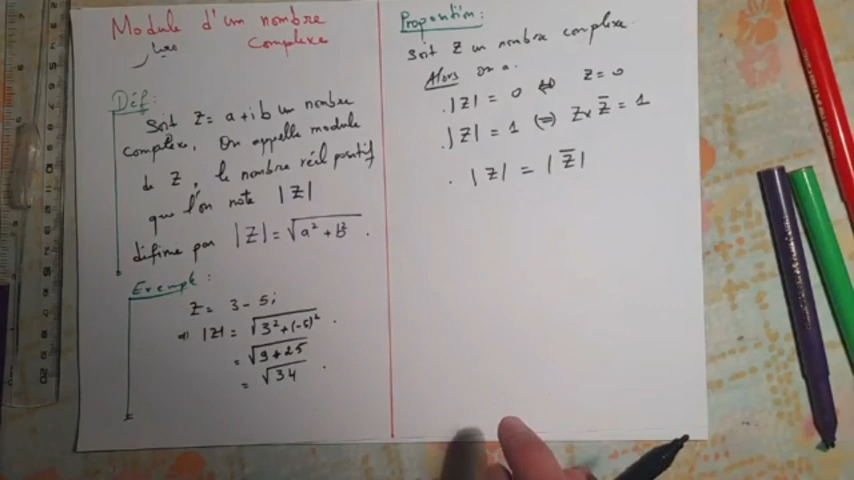 Module d'un nombre
Complexe
Déf:
Soit Z = a + ib un nombre
complexe. On appelle module
de Z, le nombre réel positif
que l'on note |Z|
définie par |Z| = √(a² + b²) .
Exemple :
Z = 3 - 5i
|Z| = √(3² + (-5)²) .
= √(9 + 25)
= √34 .
Proposition:
Soit Z un nombre complexe.
Alors on a.
. |Z| = 0 ⇔ Z = 0
. |Z| = 1 ⇔ Z × Z̅ = 1
. |Z| = |Z̅|